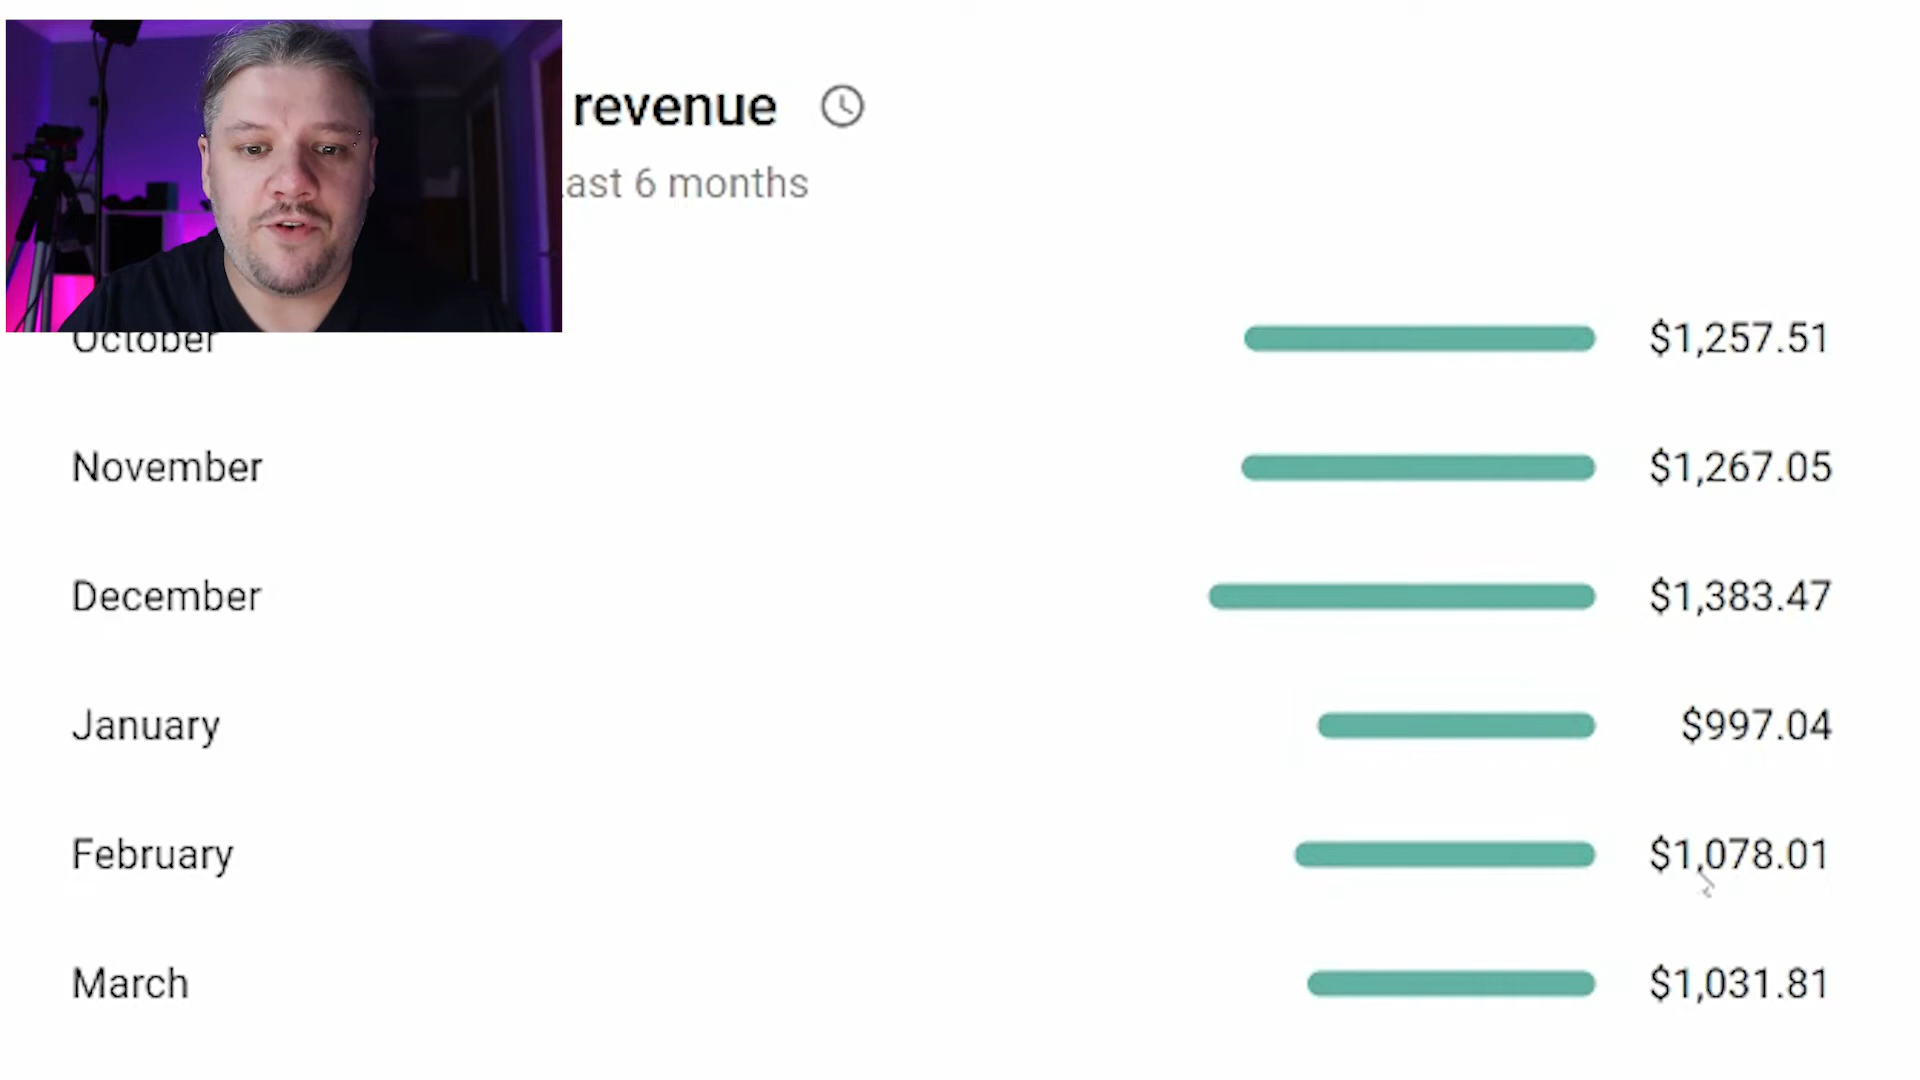 revenue
ast 6 months
October $1,257.51
November $1,267.05
December $1,383.47
January $997.04
February $1,078.01
March $1,031.81